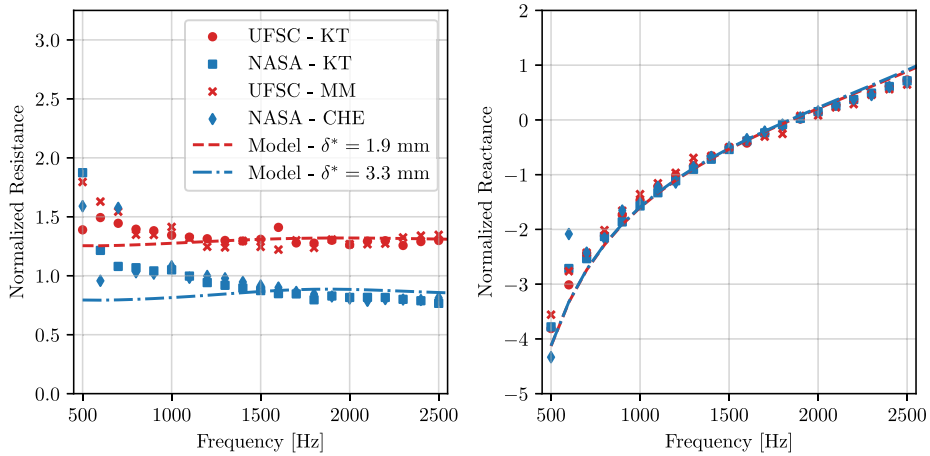 3.0
2.5
2.0
1.5
1.0
0.5
0.0
Normalized Resistance
500 1000 1500 2000 2500
Frequency [Hz]
UFSC - KT
NASA - KT
UFSC - MM
NASA - CHE
Model - δ* = 1.9 mm
Model - δ* = 3.3 mm
2
1
0
−1
−2
−3
−4
−5
Normalized Reactance
500 1000 1500 2000 2500
Frequency [Hz]